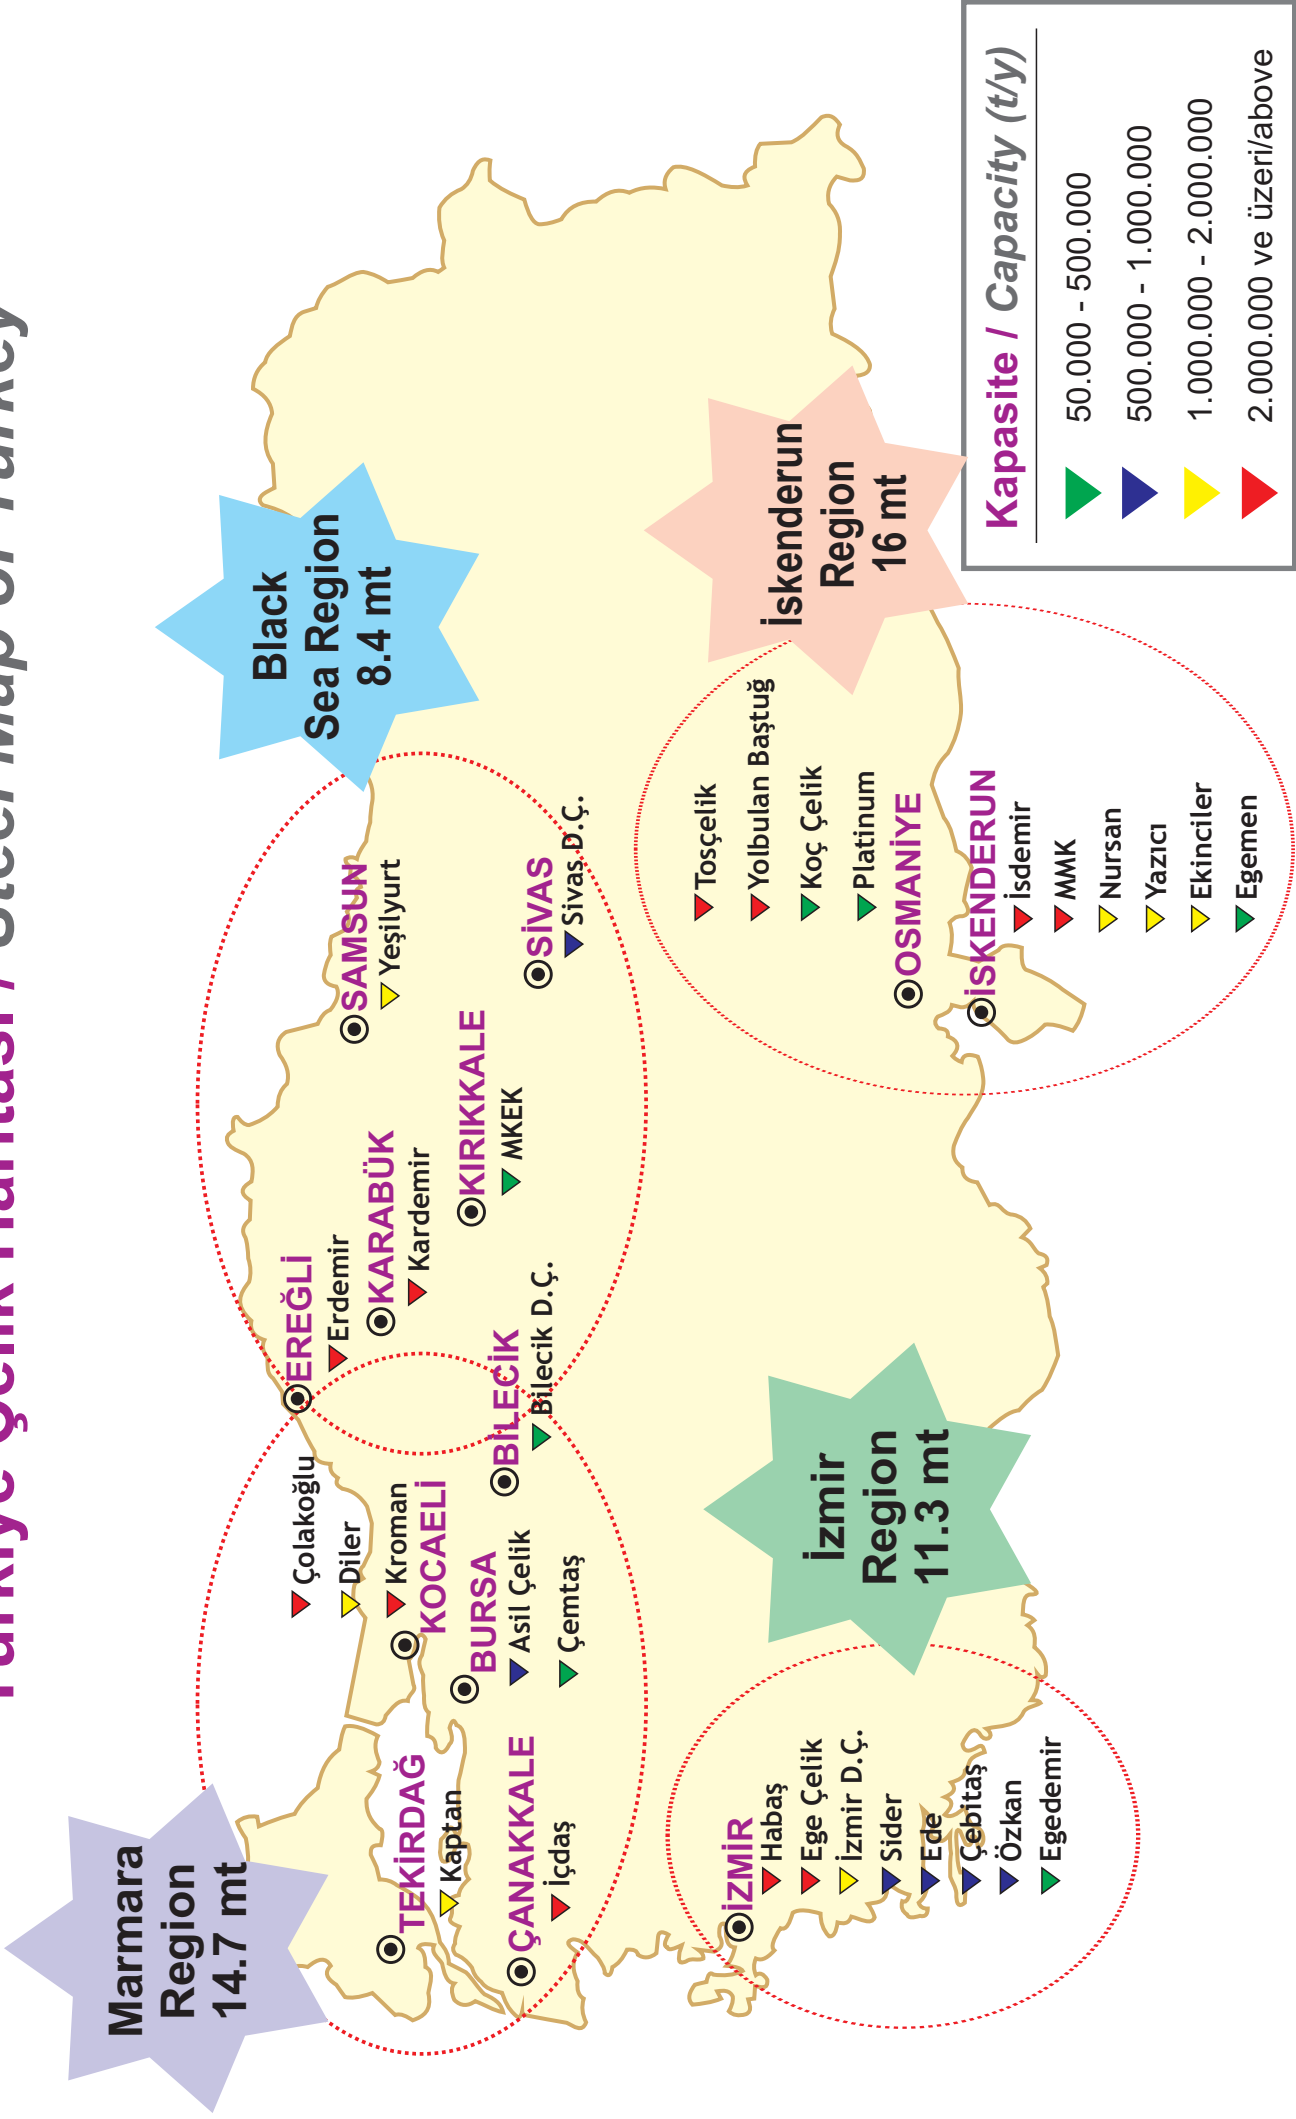 Türkiye Çelik Haritası / Steel Map of Turkey
Marmara
Region
14.7 mt
Black
Sea Region
8.4 mt
İskenderun
Region
16 mt
İzmir
Region
11.3 mt
TEKİRDAĞ
Kaptan
ÇANAKKALE
İçdaş
Çolakoğlu
Diler
Kroman
KOCAELİ
BURSA
Asil Çelik
Çemtaş
BİLECİK
Bilecik D.Ç.
EREĞLİ
Erdemir
KARABÜK
Kardemir
KIRIKKALE
MKEK
SAMSUN
Yeşilyurt
SİVAS
Sivas D.Ç.
İZMİR
Habaş
Ege Çelik
İzmir D.Ç.
Sider
Ede
Çebitaş
Özkan
Egedemir
Tosçelik
Yolbulan Baştuğ
Koç Çelik
Platinum
OSMANİYE
İSKENDERUN
İsdemir
MMK
Nursan
Yazıcı
Ekinciler
Egemen
Kapasite / Capacity (t/y)
50.000 - 500.000
500.000 - 1.000.000
1.000.000 - 2.000.000
2.000.000 ve üzeri/above